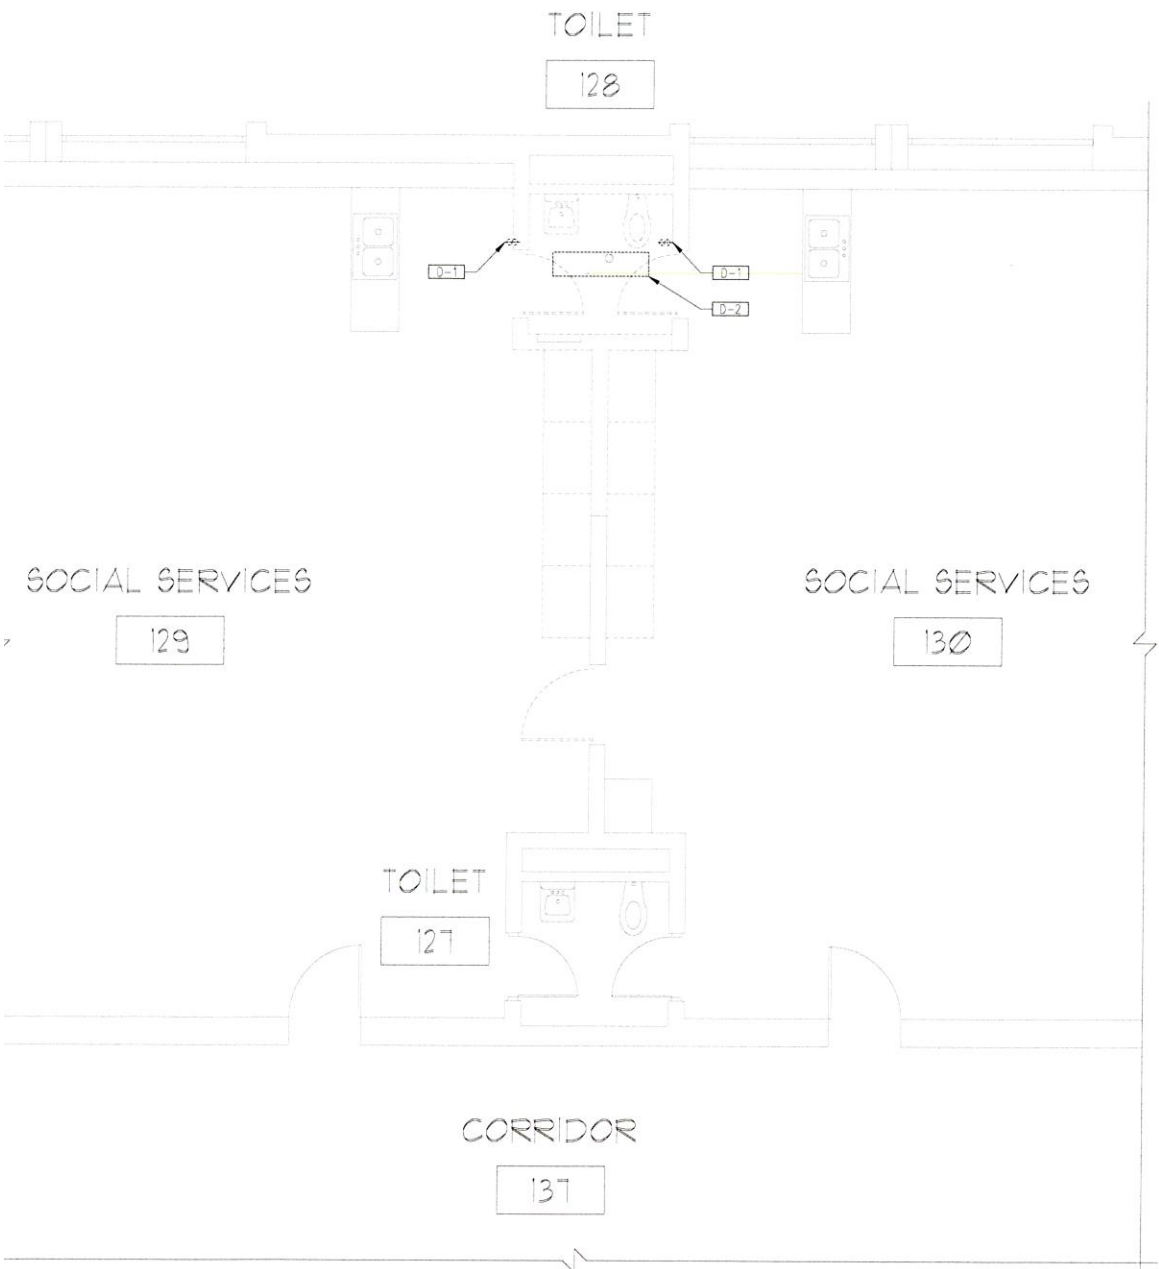 TOILET
128
D-1
D-1
D-2
SOCIAL SERVICES
129
SOCIAL SERVICES
130
TOILET
127
CORRIDOR
137